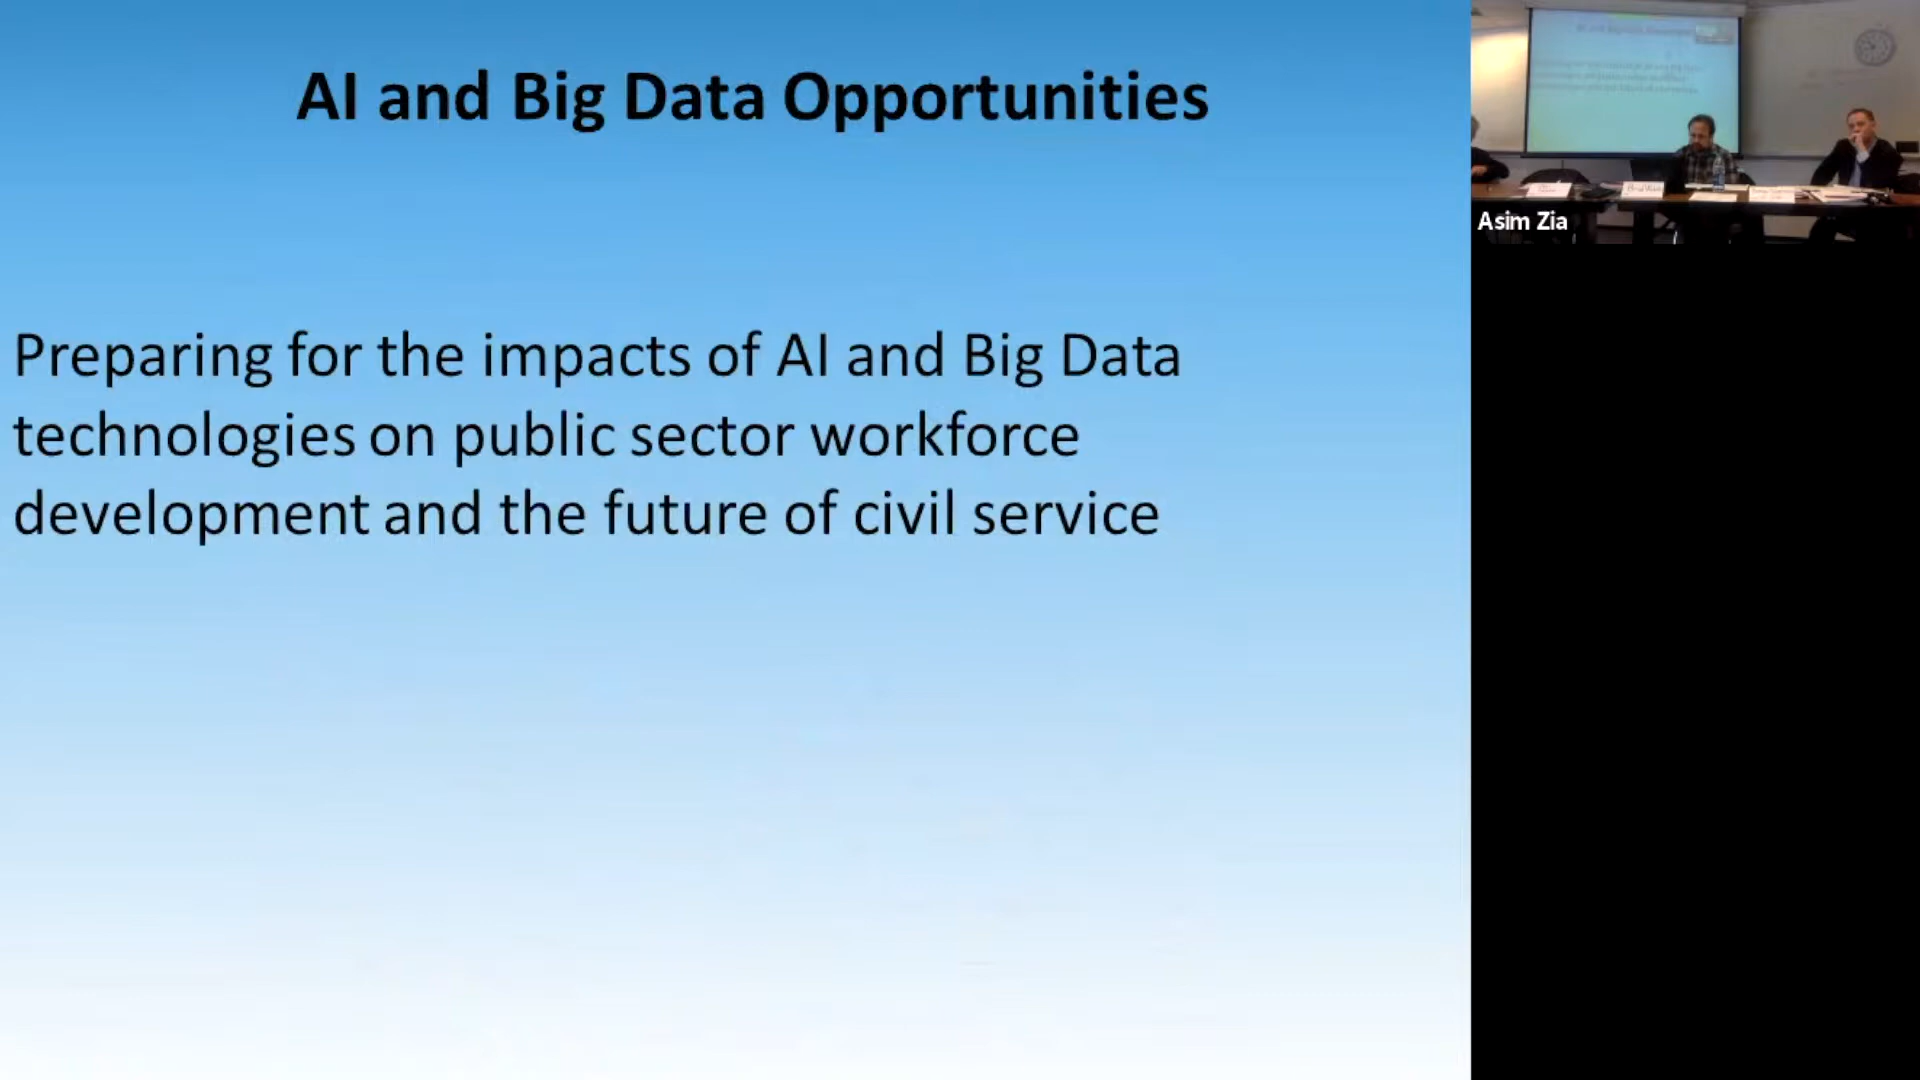 AI and Big Data Opportunities
Preparing for the impacts of AI and Big Data
technologies on public sector workforce
development and the future of civil service
Asim Zia